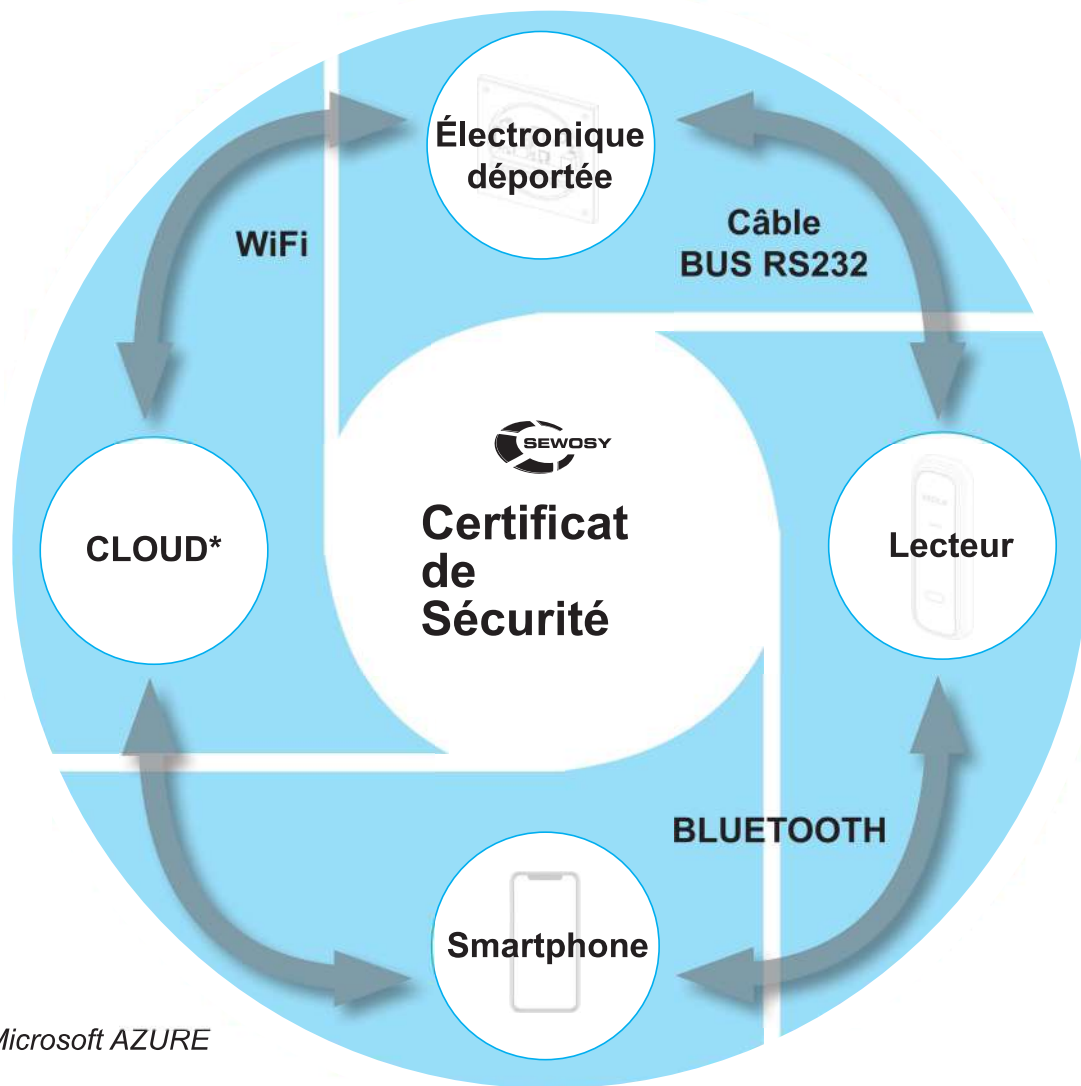 Électronique
déportée
WiFi
Câble
BUS RS232
SEWOSY
Certificat
de
Sécurité
CLOUD*
Lecteur
BLUETOOTH
Smartphone
Microsoft AZURE